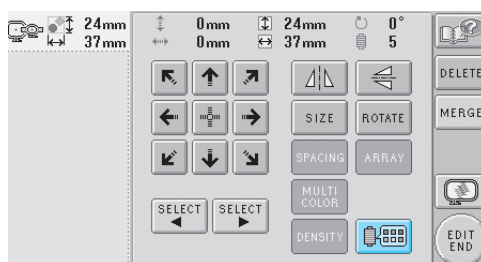 24mm 0mm 24mm 0°
37mm 0mm 37mm 5
DELETE
SIZE ROTATE MERGE
SPACING ARRAY
MULTI
COLOR
SELECT SELECT
DENSITY
EDIT
END